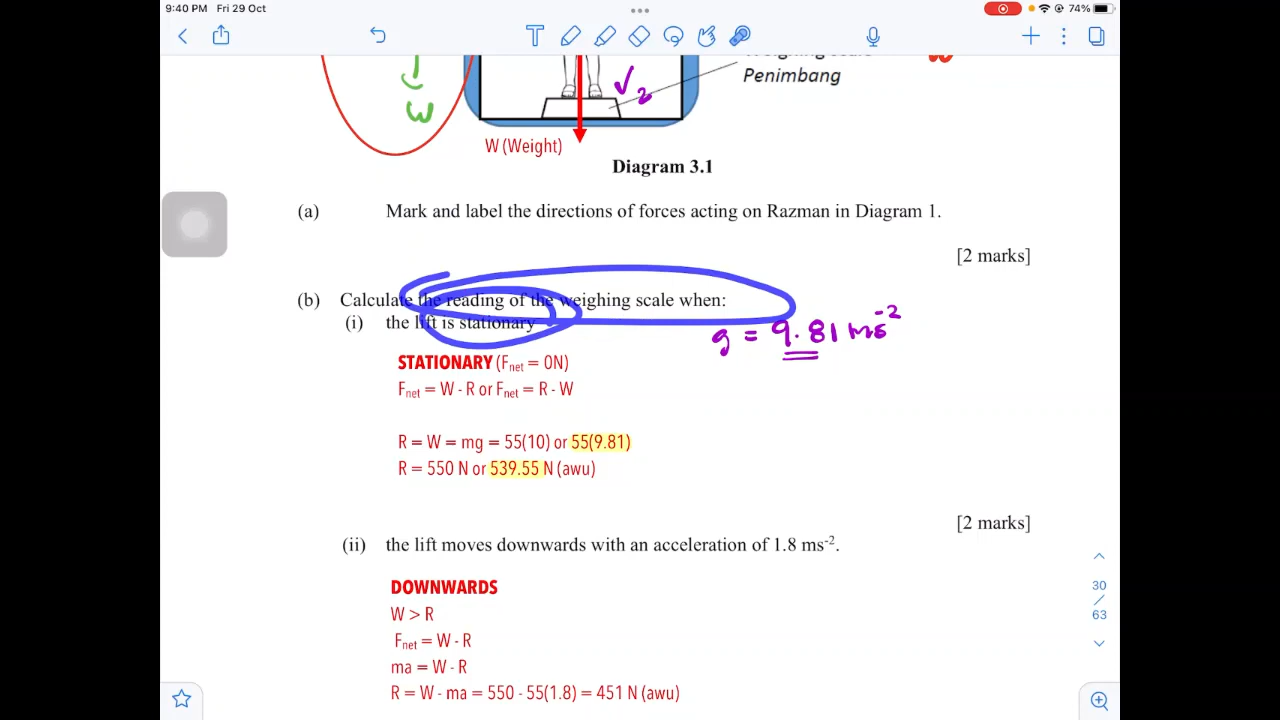 9:40 PM Fri 29 Oct
74%
Penimbang
W
√2
W (Weight)
Diagram 3.1
(a) Mark and label the directions of forces acting on Razman in Diagram 1.
[2 marks]
(b) Calculate the reading of the weighing scale when:
(i) the lift is stationary
g = 9.81 ms-2
STATIONARY (Fnet = 0N)
Fnet = W - R or Fnet = R - W
R = W = mg = 55(10) or 55(9.81)
R = 550 N or 539.55 N (awu)
[2 marks]
(ii) the lift moves downwards with an acceleration of 1.8 ms-2.
30
/
63
DOWNWARDS
W > R
Fnet = W - R
ma = W - R
R = W - ma = 550 - 55(1.8) = 451 N (awu)